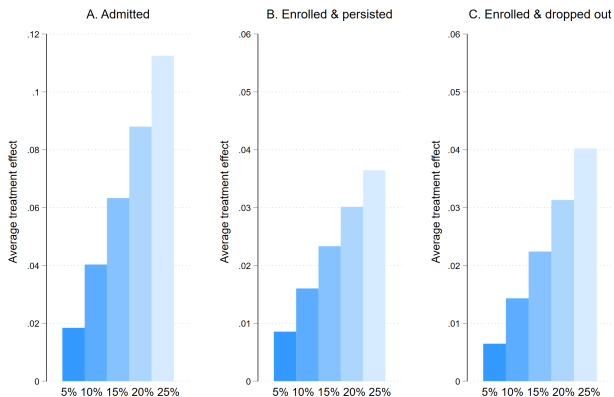 A. Admitted
Average treatment effect
.12
.1
.08
.06
.04
.02
0
5% 10% 15% 20% 25%
B. Enrolled & persisted
Average treatment effect
.06
.05
.04
.03
.02
.01
0
5% 10% 15% 20% 25%
C. Enrolled & dropped out
Average treatment effect
.06
.05
.04
.03
.02
.01
0
5% 10% 15% 20% 25%